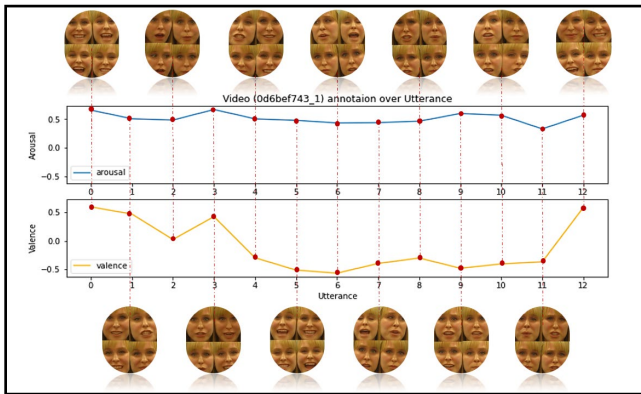 Video (0d6bef743_1) annotaion over Utterrance
Arousal
0.5
0.0
−0.5
arousal
0 1 2 3 4 5 6 7 8 9 10 11 12
Valence
0.5
0.0
−0.5
valence
0 1 2 3 4 5 6 7 8 9 10 11 12
Utterance